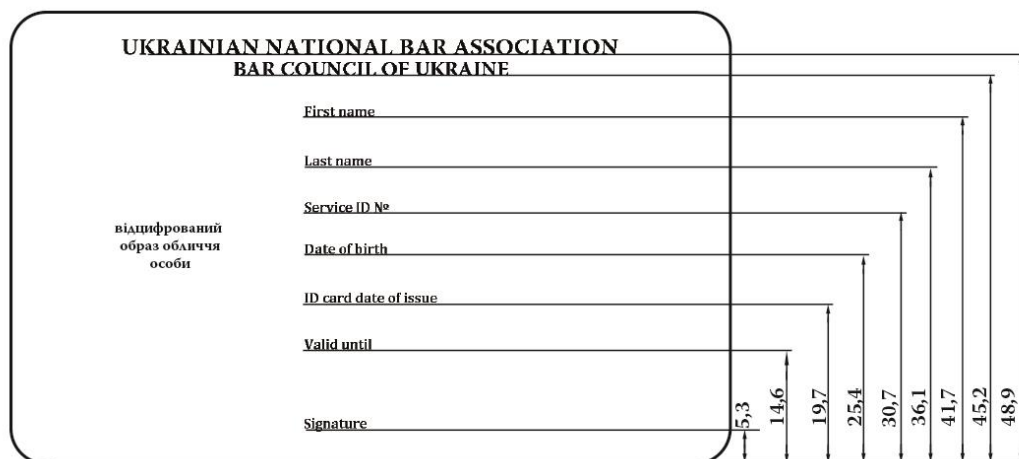 UKRAINIAN NATIONAL BAR ASSOCIATION
BAR COUNCIL OF UKRAINE
First name
Last name
Service ID №
відцифрований
образ обличчя
особи
Date of birth
ID card date of issue
Valid until
Signature
5,3
14,6
19,7
25,4
30,7
36,1
41,7
45,2
48,9